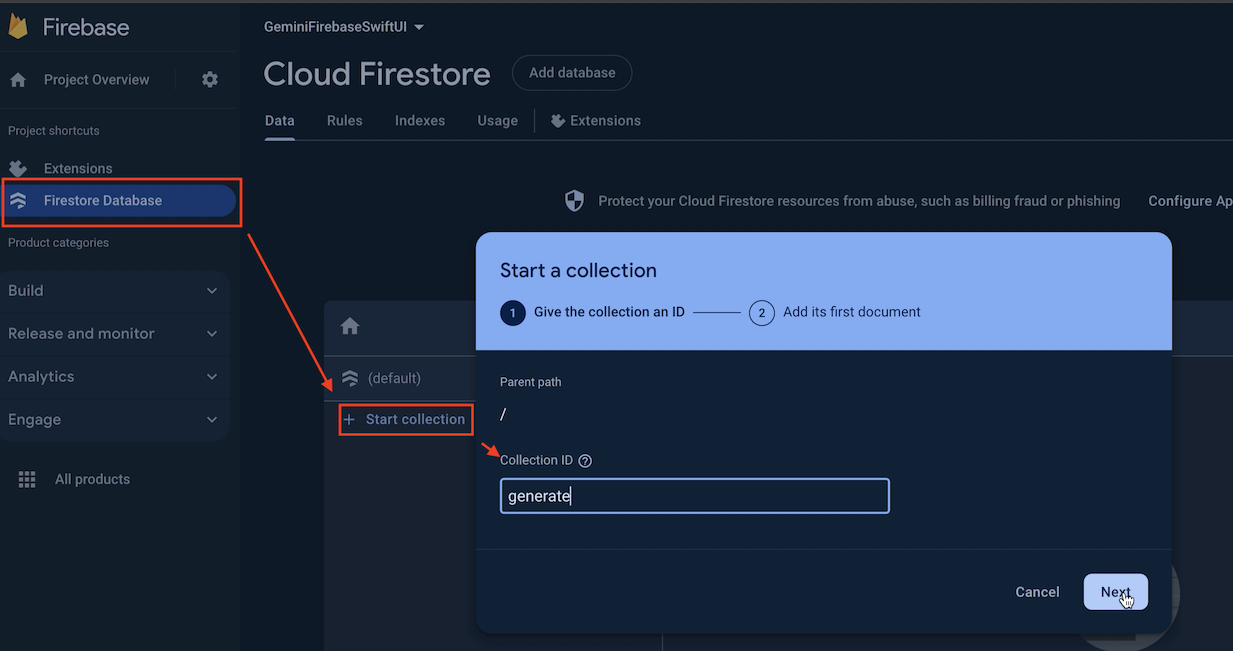 Firebase
Project Overview
Project shortcuts
Extensions
Firestore Database
Product categories
Build
Release and monitor
Analytics
Engage
All products
GeminiFirebaseSwiftUI
Cloud Firestore
Add database
Data Rules Indexes Usage Extensions
Protect your Cloud Firestore resources from abuse, such as billing fraud or phishing Configure Ap
(default)
+ Start collection
Start a collection
1 Give the collection an ID 2 Add its first document
Parent path
/
Collection ID
generate
Cancel Next